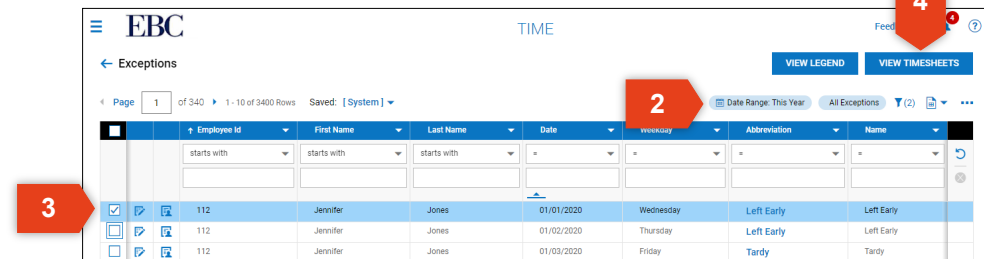 4
EBC TIME Feed 4 ?
← Exceptions VIEW LEGEND VIEW TIMESHEETS
Page 1 of 340 1 - 10 of 3400 Rows Saved: [ System ] 2 Date Range: This Year All Exceptions (2)
↑ Employee Id First Name Last Name Date Weekday Abbreviation Name
starts with starts with starts with = = = =
3 112 Jennifer Jones 01/01/2020 Wednesday Left Early Left Early
112 Jennifer Jones 01/02/2020 Thursday Left Early Left Early
112 Jennifer Jones 01/03/2020 Friday Tardy Tardy